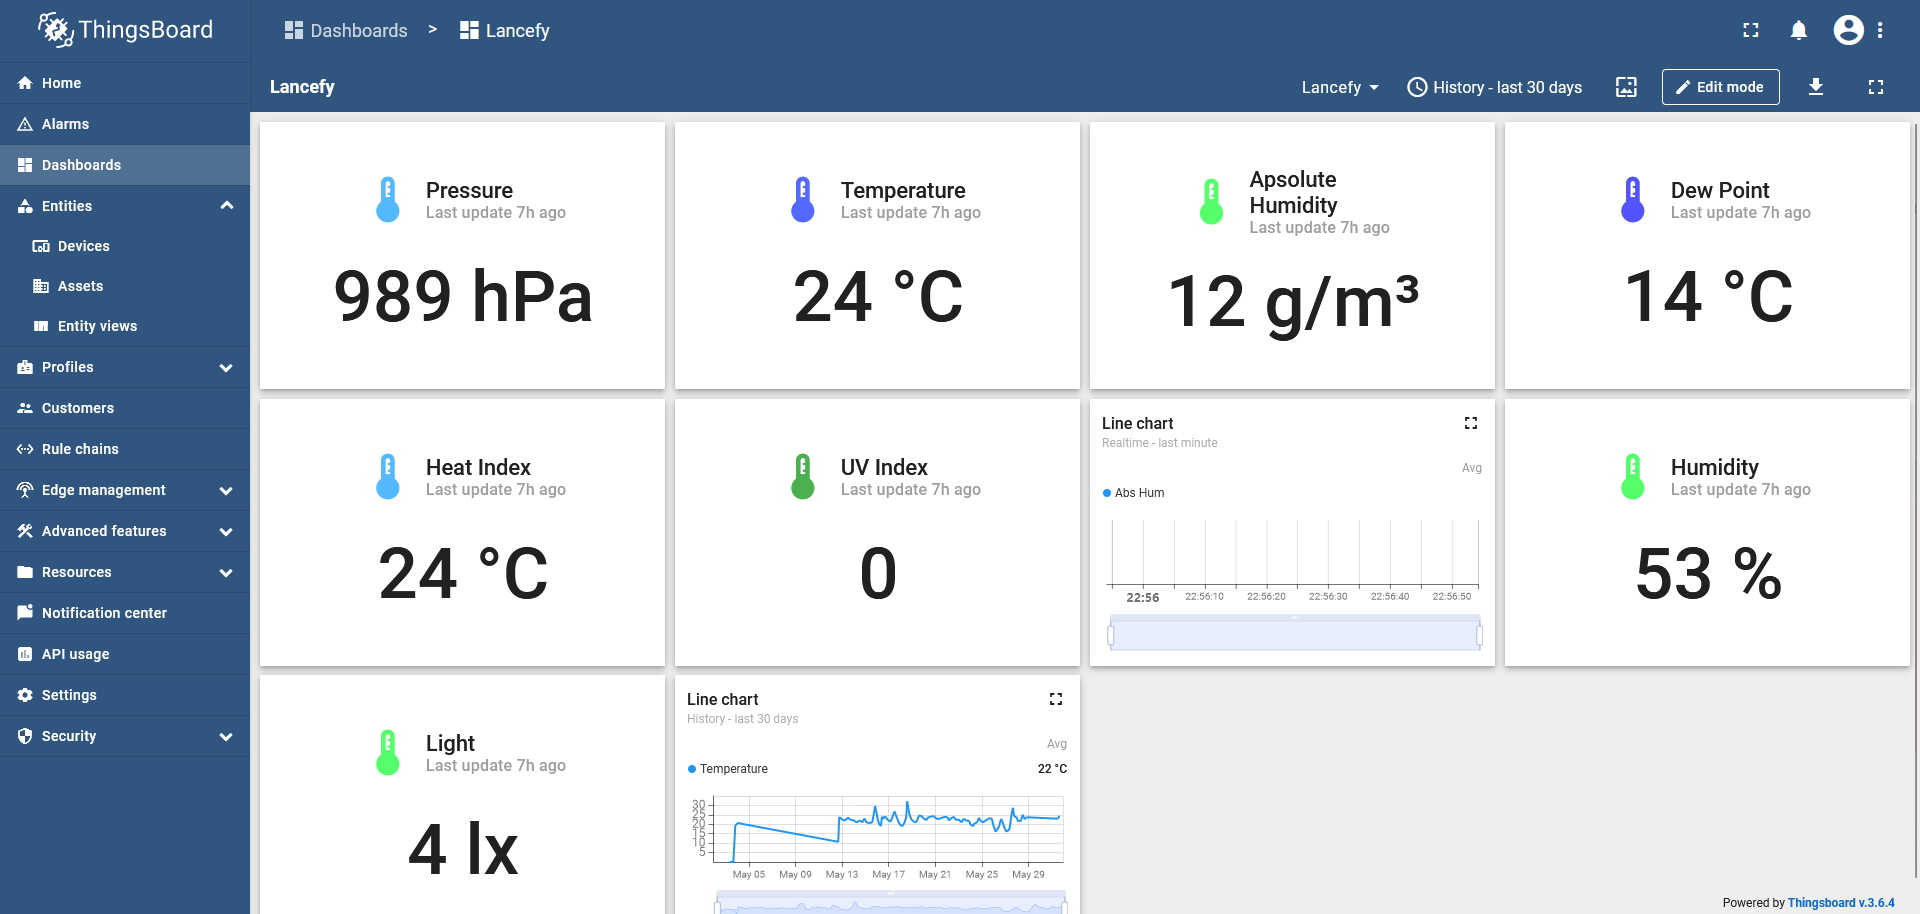 ThingsBoard
Dashboards > Lancefy
Home
Alarms
Dashboards
Entities
Devices
Assets
Entity views
Profiles
Customers
Rule chains
Edge management
Advanced features
Resources
Notification center
API usage
Settings
Security
Lancefy
Lancefy
History - last 30 days
Edit mode
Pressure
Last update 7h ago
989 hPa
Temperature
Last update 7h ago
24 °C
Apsolute
Humidity
Last update 7h ago
12 g/m³
Dew Point
Last update 7h ago
14 °C
Heat Index
Last update 7h ago
24 °C
UV Index
Last update 7h ago
0
Line chart
Realtime - last minute
Avg
Abs Hum
22:56 22:56:10 22:56:20 22:56:30 22:56:40 22:56:50
Humidity
Last update 7h ago
53 %
Light
Last update 7h ago
4 lx
Line chart
History - last 30 days
Avg
Temperature 22 °C
30
25
20
15
10
5
May 05 May 09 May 13 May 17 May 21 May 25 May 29
Powered by Thingsboard v.3.6.4